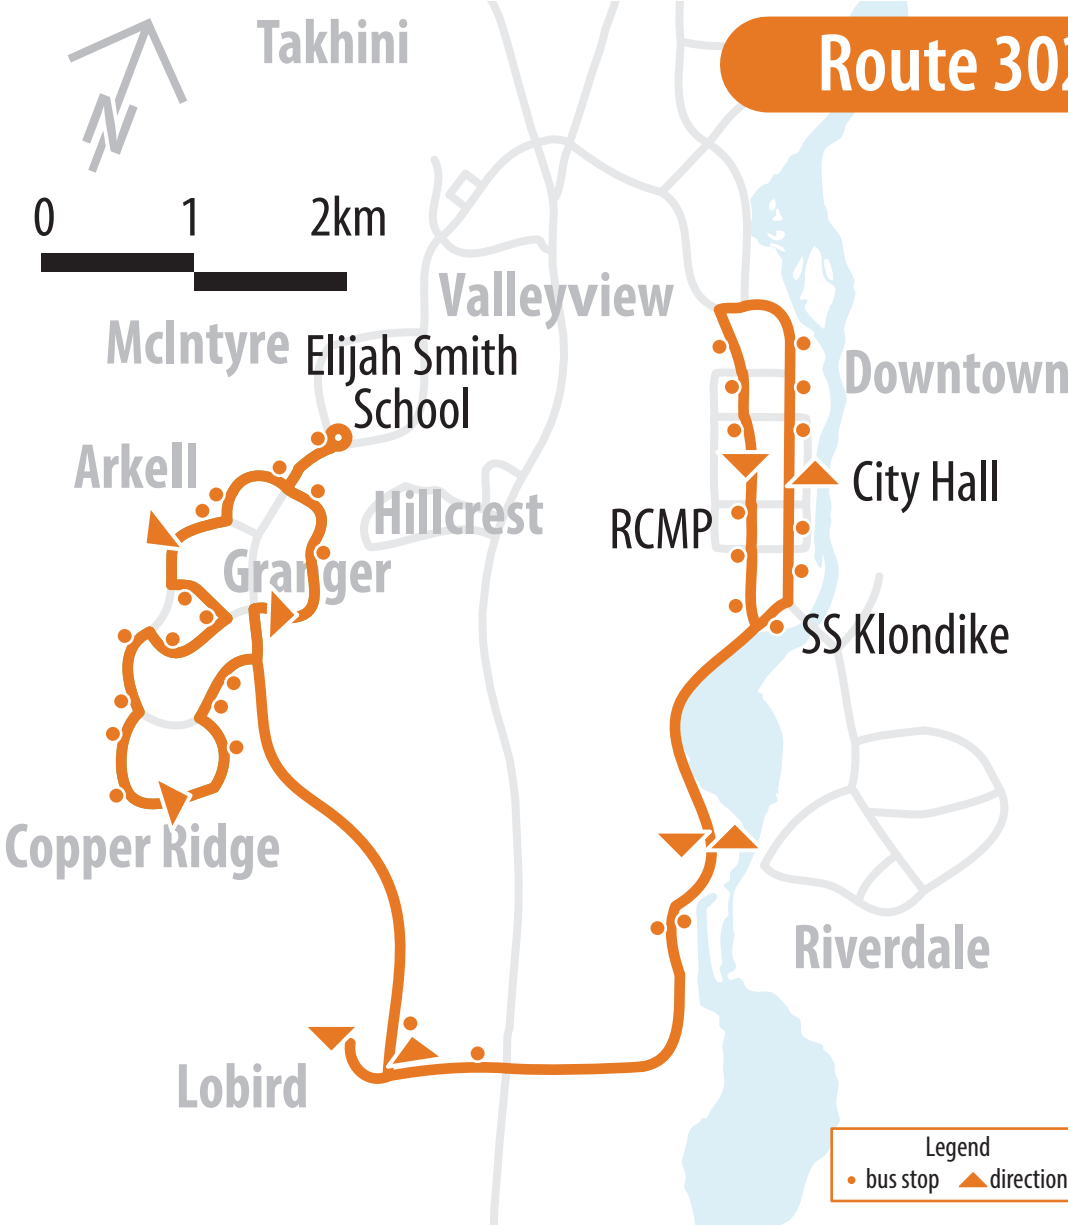 Takhini
Route 302
N
0 1 2km
Valleyview
McIntyre
Elijah Smith
School
Downtown
Arkell
City Hall
Hillcrest
RCMP
Granger
SS Klondike
Copper Ridge
Riverdale
Lobird
Legend
bus stop direction